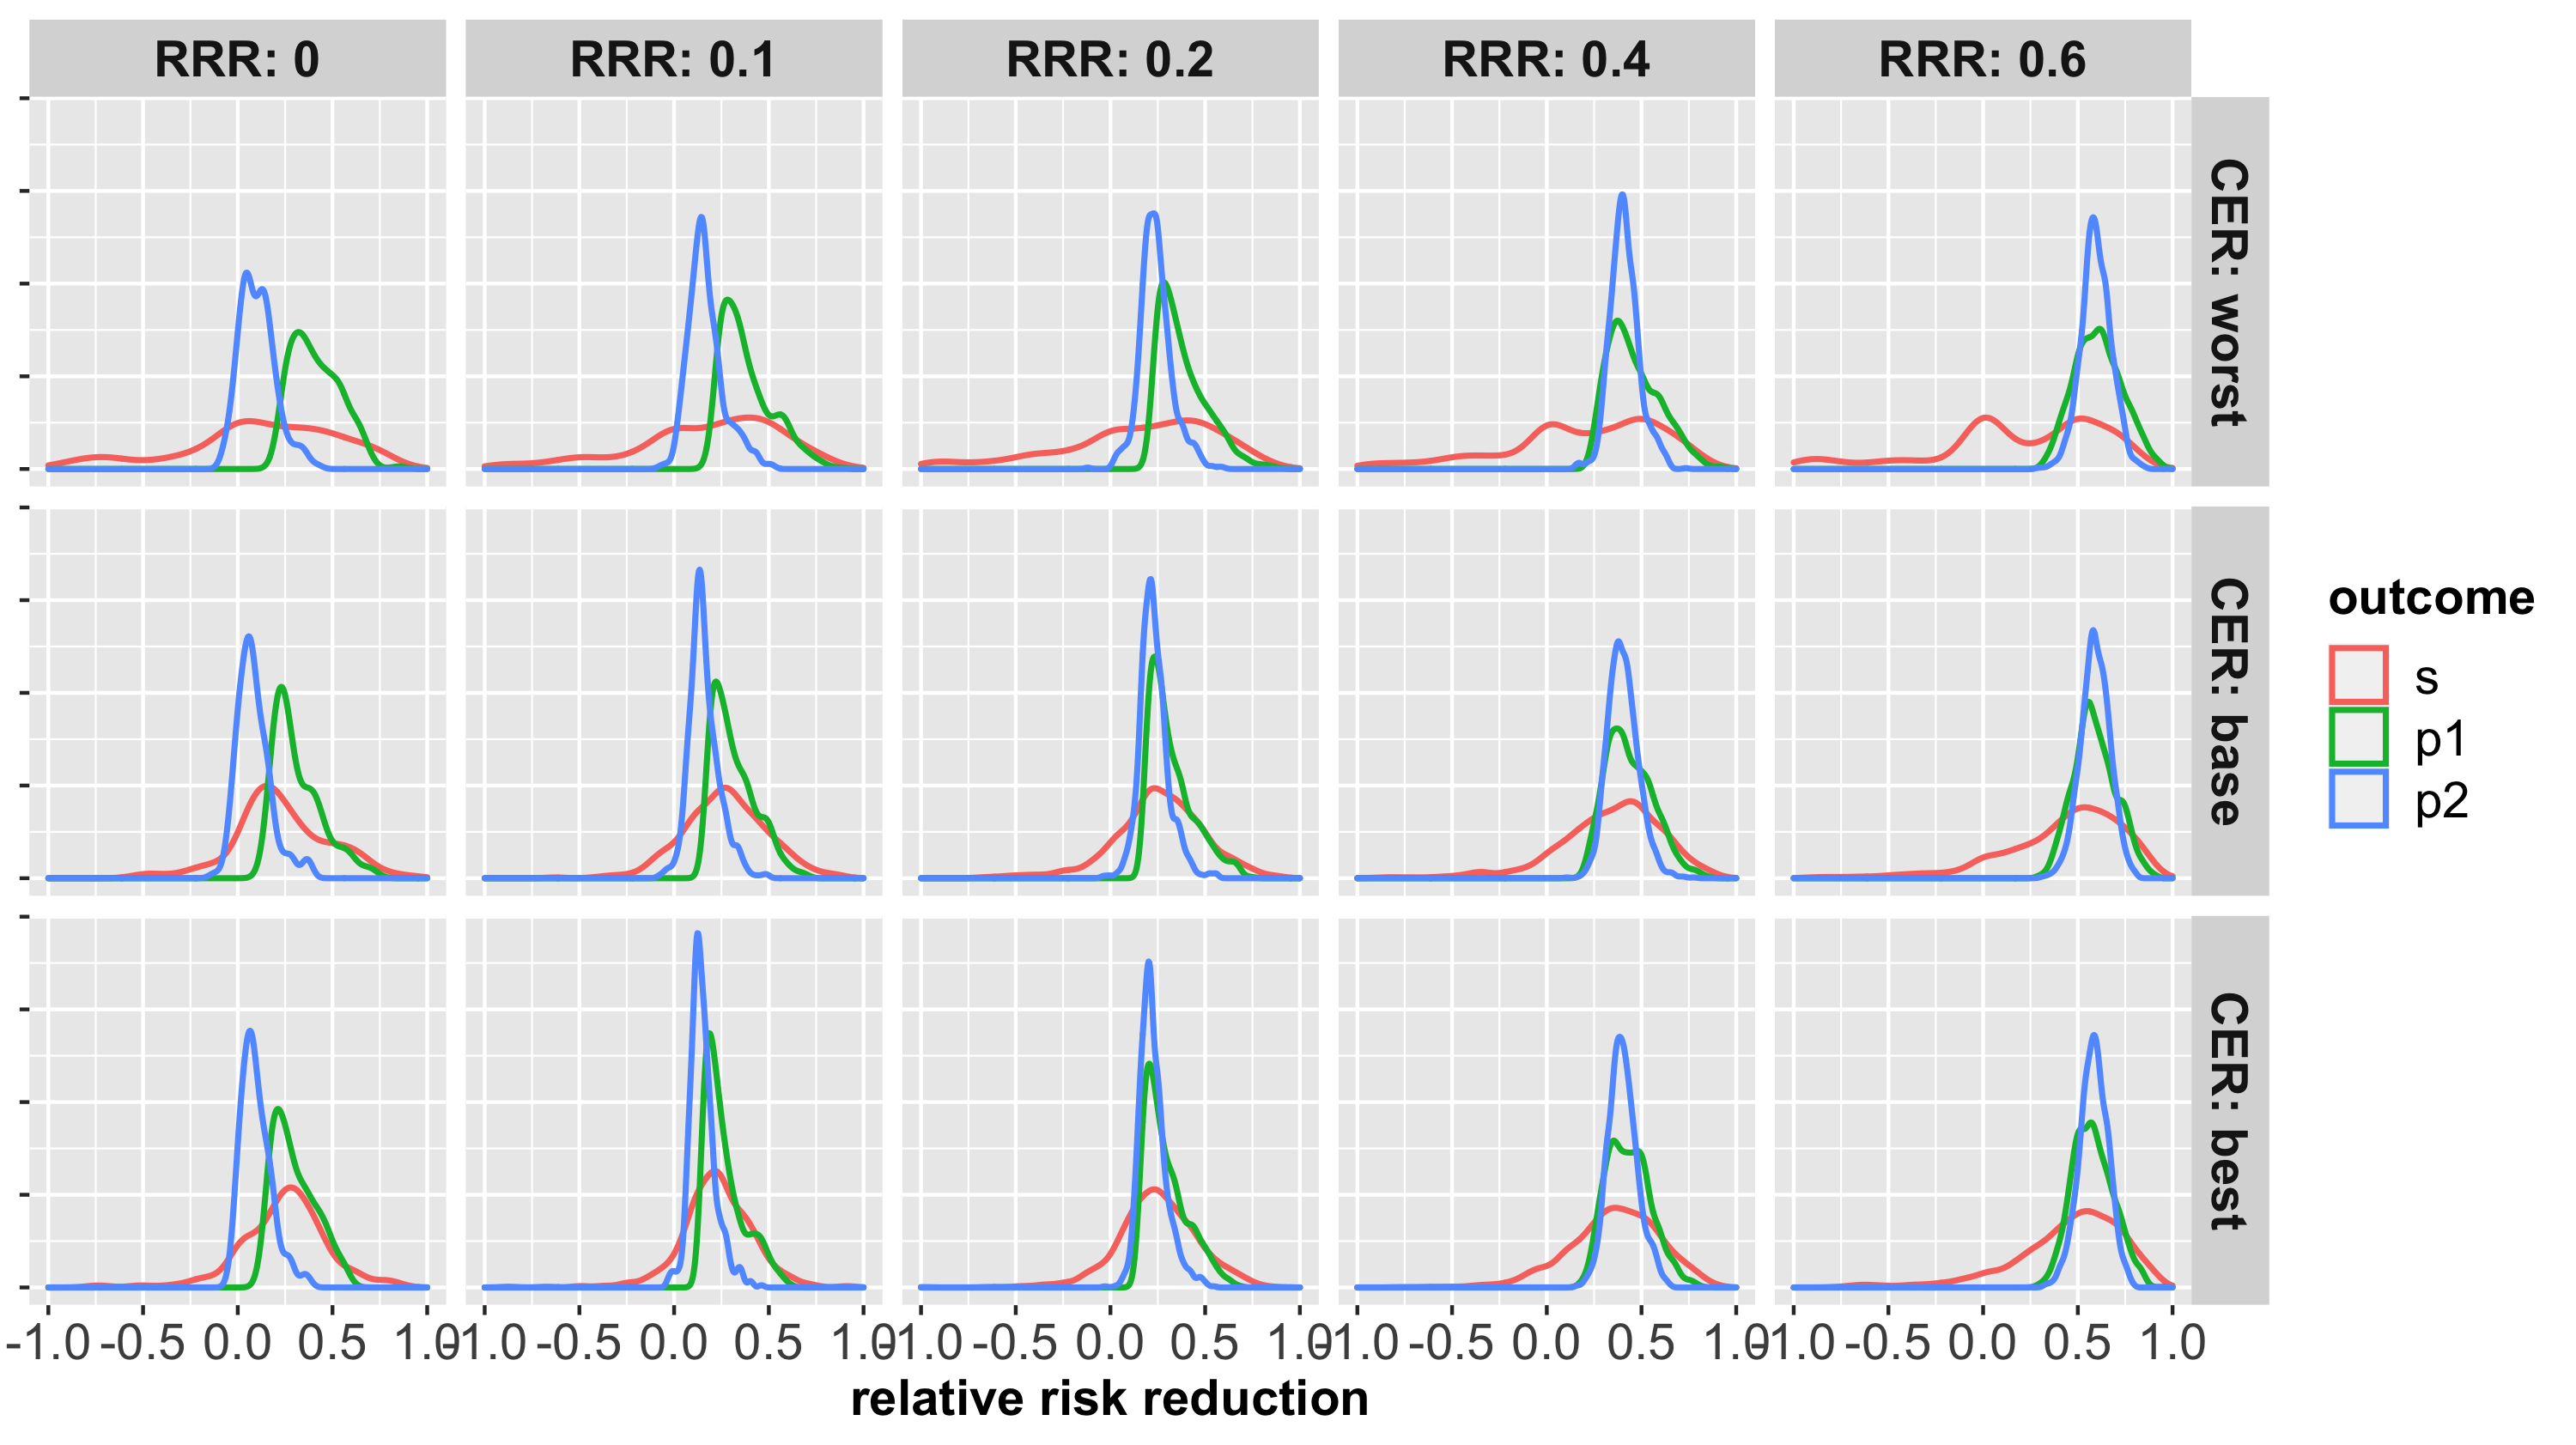 RRR: 0
RRR: 0.1
RRR: 0.2
RRR: 0.4
RRR: 0.6
CER: worst
CER: base
CER: best
outcome
s
p1
p2
-1.0 -0.5 0.0 0.5 1.0
-1.0 -0.5 0.0 0.5 1.0
-1.0 -0.5 0.0 0.5 1.0
-1.0 -0.5 0.0 0.5 1.0
-1.0 -0.5 0.0 0.5 1.0
relative risk reduction